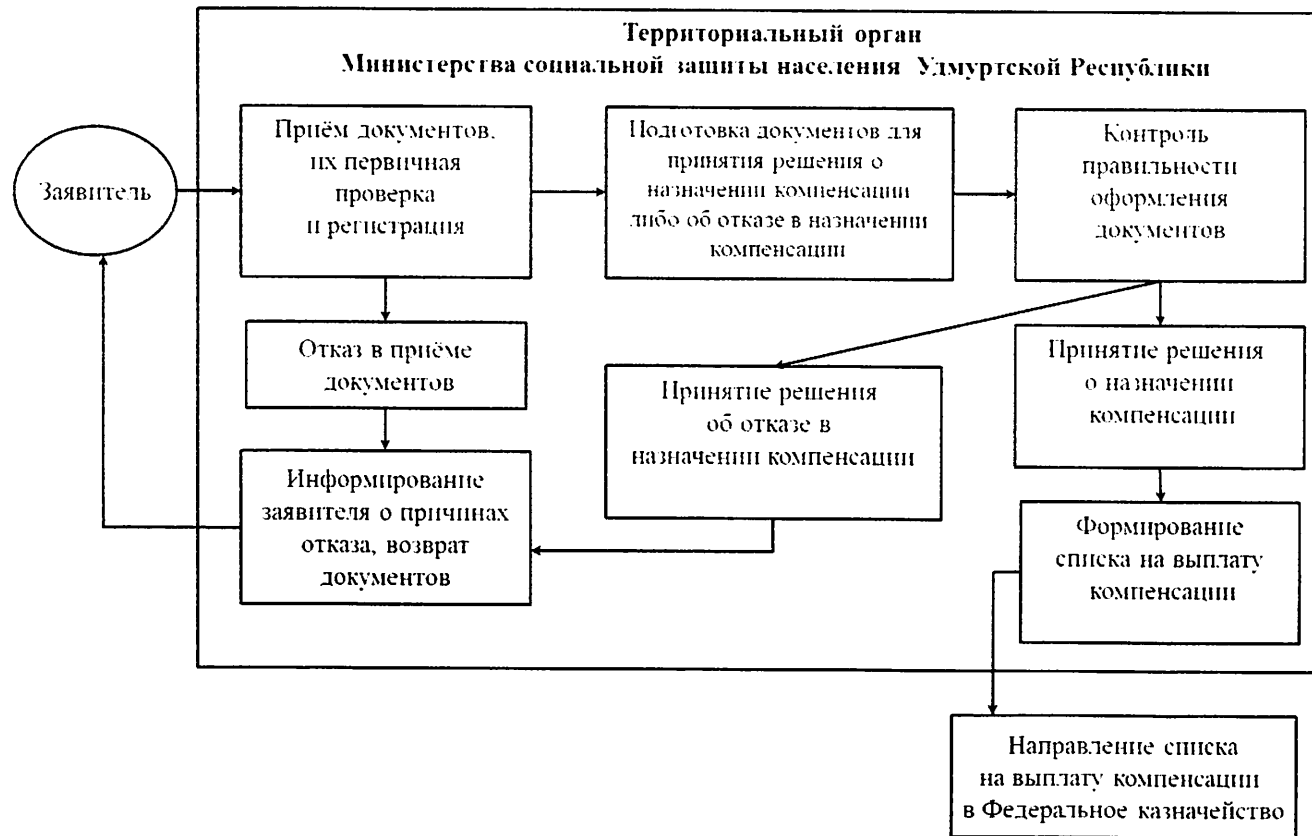 Территориальный орган
Министерства социальной защиты населения Удмуртской Республики
Заявитель
Приём документов,
их первичная
проверка
и регистрация
Подготовка документов для
принятия решения о
назначении компенсации
либо об отказе в назначении
компенсации
Контроль
правильности
оформления
документов
Отказ в приёме
документов
Принятие решения
об отказе в
назначении компенсации
Принятие решения
о назначении
компенсации
Информирование
заявителя о причинах
отказа, возврат
документов
Формирование
списка на выплату
компенсации
Направление списка
на выплату компенсации
в Федеральное казначейство